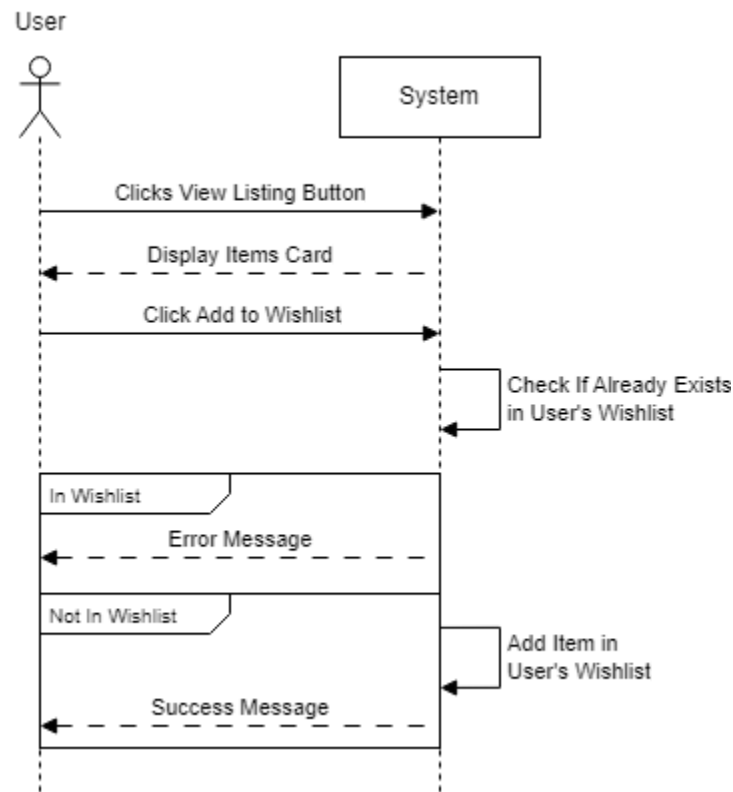 User
System
Clicks View Listing Button
Display Items Card
Click Add to Wishlist
Check If Already Exists
in User's Wishlist
In Wishlist
Error Message
Not In Wishlist
Add Item in
User's Wishlist
Success Message